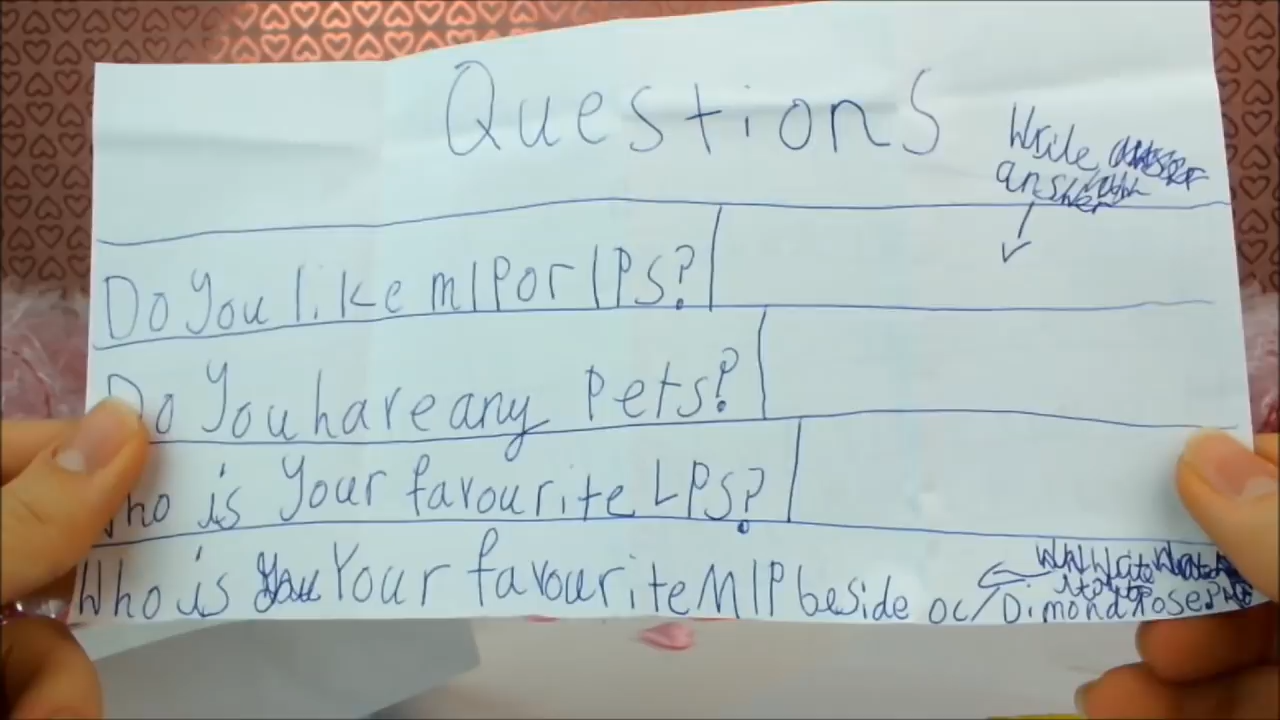 Questions
Write
answer
Do You like mlP or lPS?
Do You have any Pets?
Who is Your favourite LPS?
Who is Your favourite MlP beside oc/Dimond Rose?